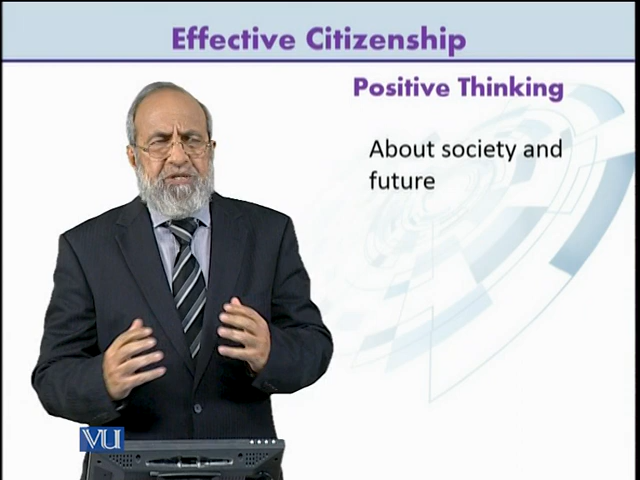 Effective Citizenship
Positive Thinking
About society and
future
VU